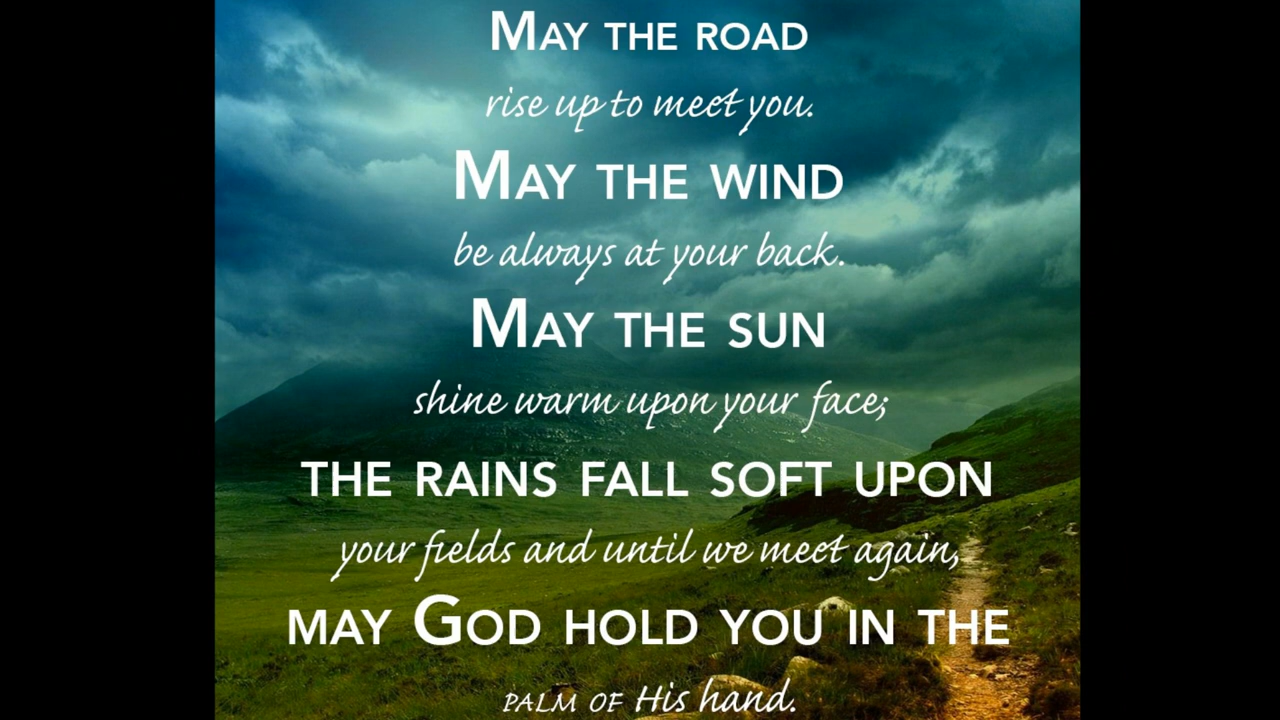 May the road
rise up to meet you.
May the wind
be always at your back.
May the sun
shine warm upon your face;
the rains fall soft upon
your fields and until we meet again,
may God hold you in the
palm of His hand.